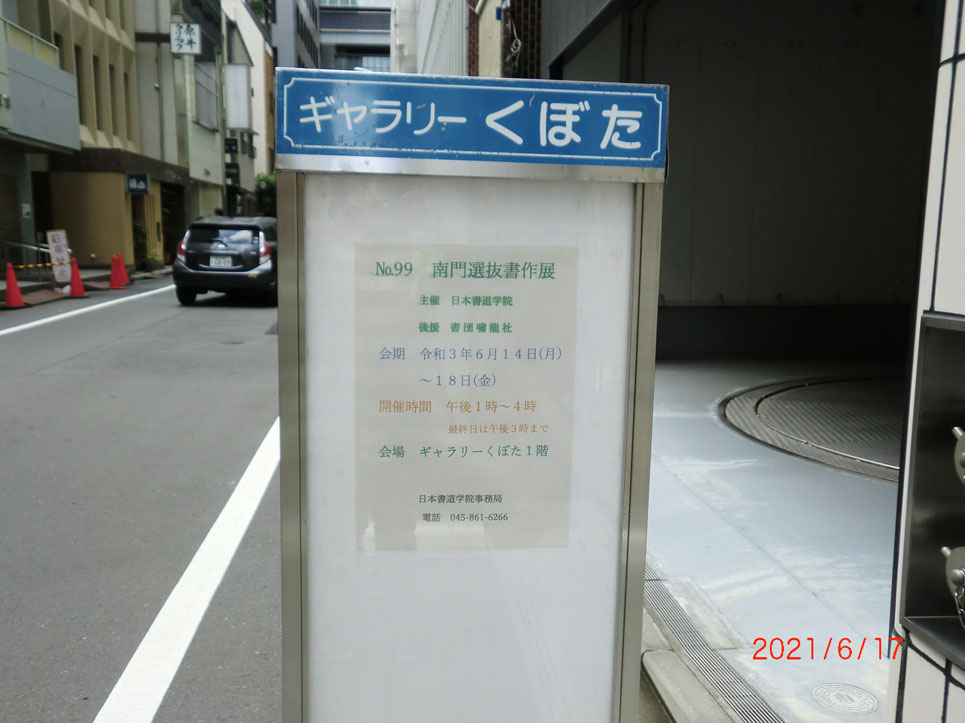 ギャラリーくぼた
No.99 南門選抜書作展
主催 日本書道学院
後援 書団嘯龍社
会期 令和3年6月14日(月)
～18日(金)
開催時間 午後1時～4時
最終日は午後3時まで
会場 ギャラリーくぼた1階
日本書道学院事務局
電話 045-861-6266
駐車禁止
2021/6/17